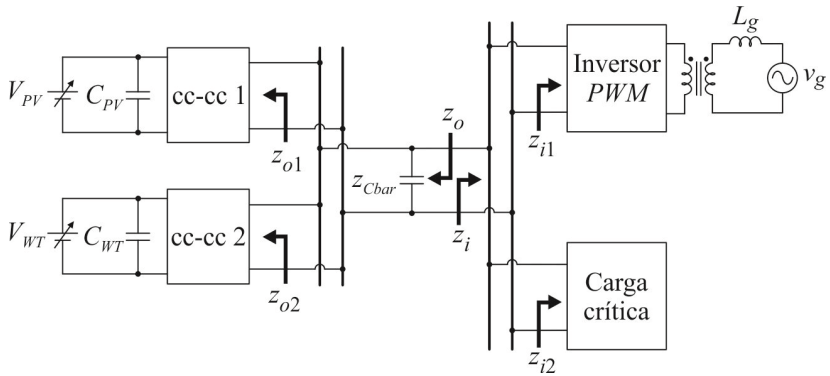 V_PV
C_PV
cc-cc 1
z_o1
V_WT
C_WT
cc-cc 2
z_o2
z_Cbar
z_o
z_i
z_i1
Inversor
PWM
L_g
v_g
z_i2
Carga
crítica